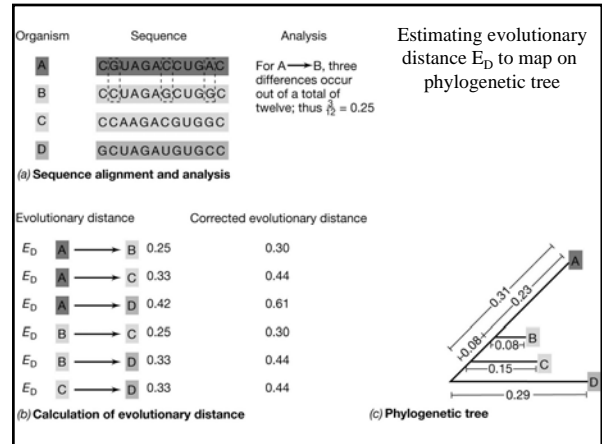 Estimating evolutionary
distance E_D to map on
phylogenetic tree
Organism Sequence Analysis
A CGUAGACCUGAC
B CCUAGAGCUGGC
C CCAAGACGUGGC
D GCUAGAUGUGCC
For A → B, three
differences occur
out of a total of
twelve; thus 3/12 = 0.25
(a) Sequence alignment and analysis
Evolutionary distance Corrected evolutionary distance
E_D A → B 0.25 0.30
E_D A → C 0.33 0.44
E_D A → D 0.42 0.61
E_D B → C 0.25 0.30
E_D B → D 0.33 0.44
E_D C → D 0.33 0.44
(b) Calculation of evolutionary distance
A
0.31
0.23
0.08
B
0.08
C
0.15
D
0.29
(c) Phylogenetic tree